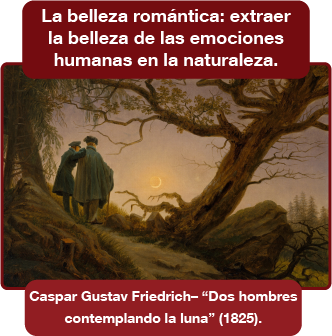 La belleza romántica: extraer
la belleza de las emociones
humanas en la naturaleza.
Caspar Gustav Friedrich– “Dos hombres
contemplando la luna” (1825).